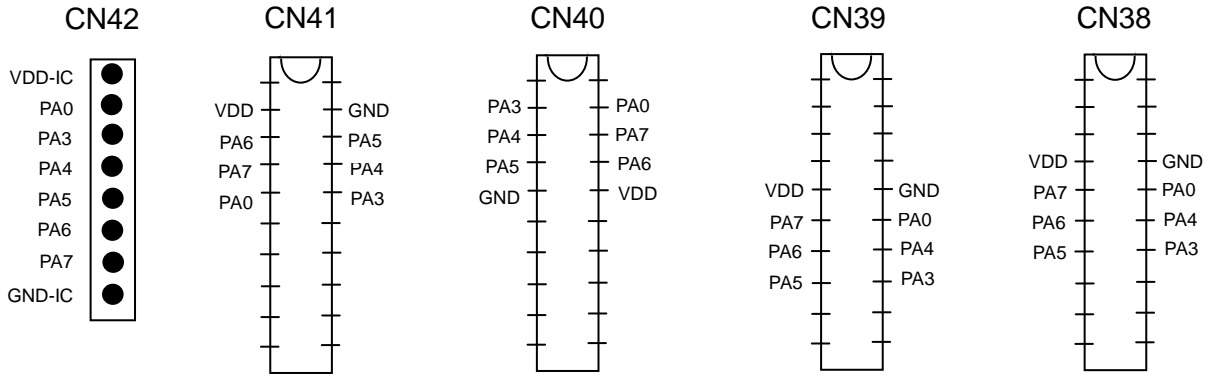 CN42
CN41
CN40
CN39
CN38
VDD-IC
PA0
PA3
PA4
PA5
PA6
PA7
GND-IC
VDD GND
PA6 PA5
PA7 PA4
PA0 PA3
PA3 PA0
PA4 PA7
PA5 PA6
GND VDD
VDD GND
PA7 PA0
PA6 PA4
PA5 PA3
VDD GND
PA7 PA0
PA6 PA4
PA5 PA3